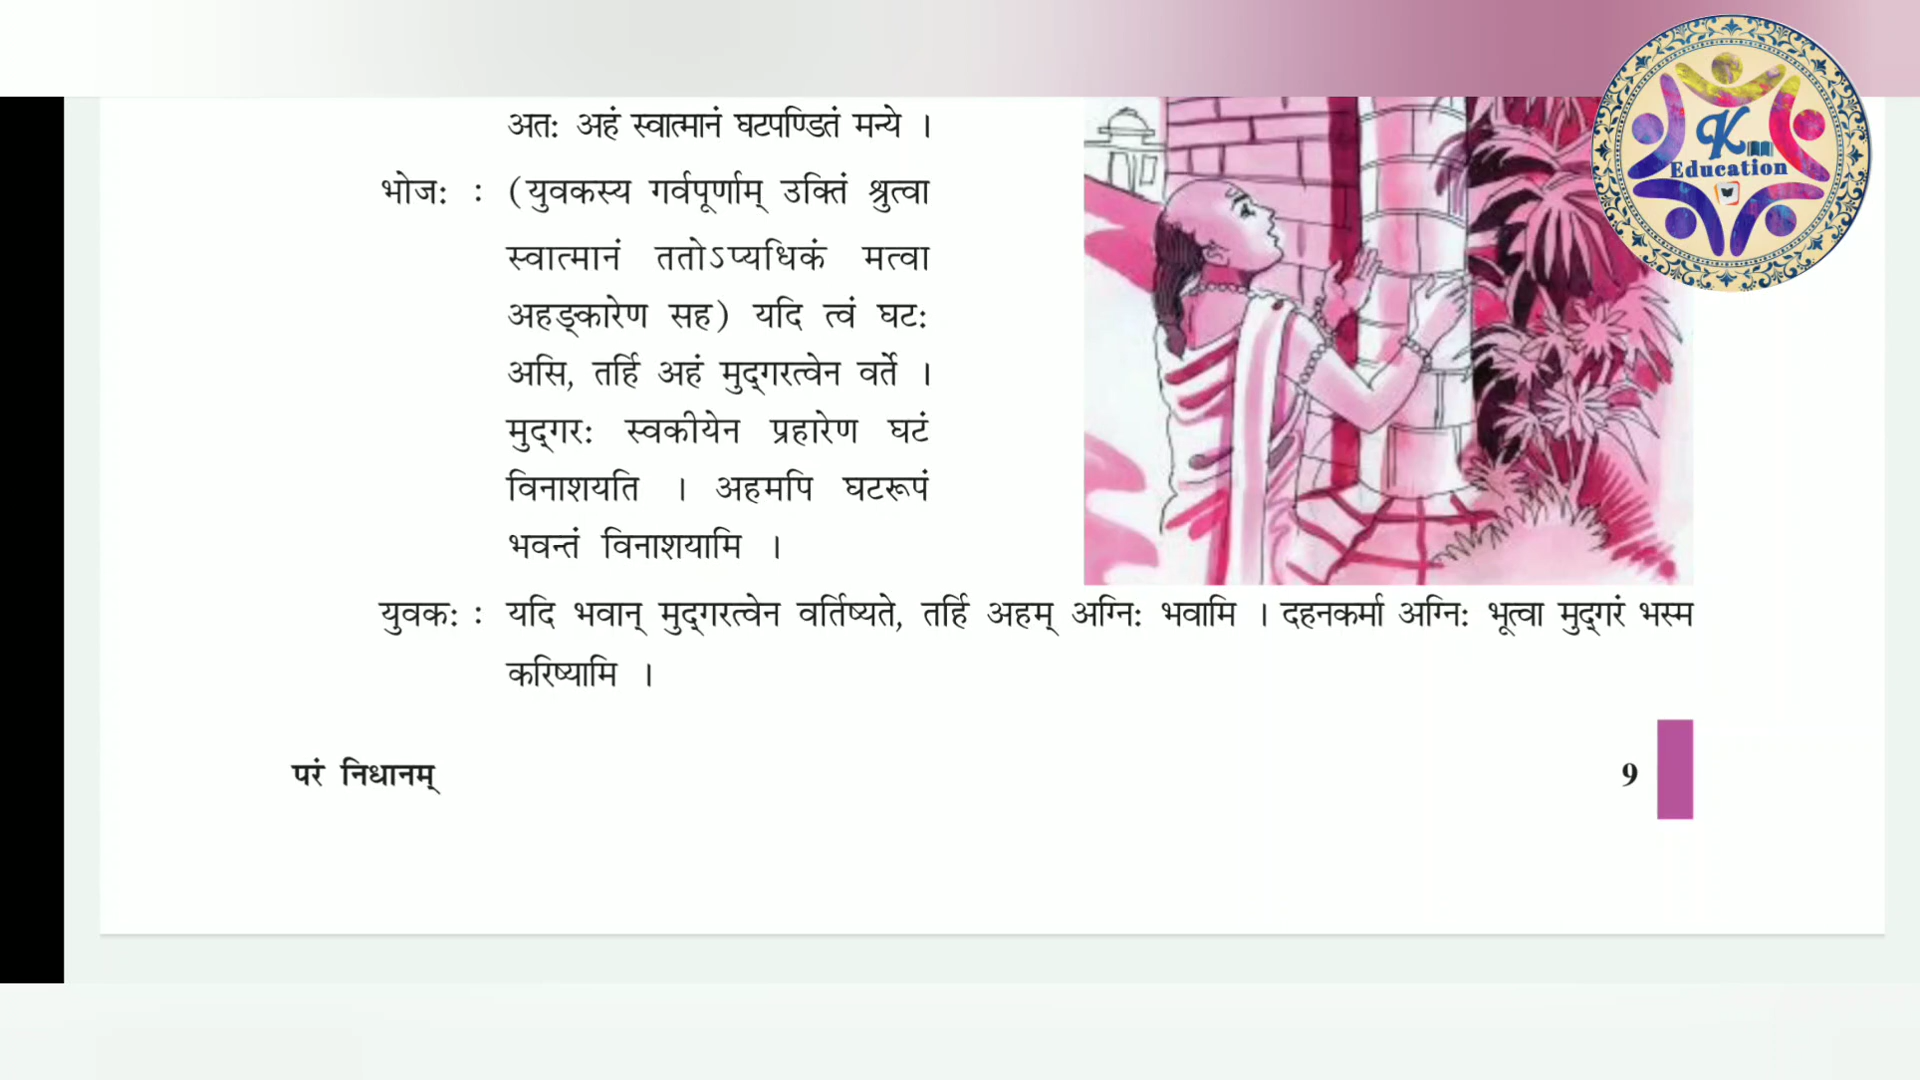 अतः अहं स्वात्मानं घटपण्डितं मन्ये ।
भोजः : (युवकस्य गर्वपूर्णाम् उक्तिं श्रुत्वा
स्वात्मानं ततोऽप्यधिकं मत्वा
अहङ्कारेण सह) यदि त्वं घटः
असि, तर्हि अहं मुद्गरत्वेन वर्ते ।
मुद्गरः स्वकीयेन प्रहारेण घटं
विनाशयति । अहमपि घटरूपं
भवन्तं विनाशयामि ।
युवकः : यदि भवान् मुद्गरत्वेन वर्तिष्यते, तर्हि अहम् अग्निः भवामि । दहनकर्मा अग्निः भूत्वा मुद्गरं भस्म
करिष्यामि ।
परं निधानम्
9
K
Education